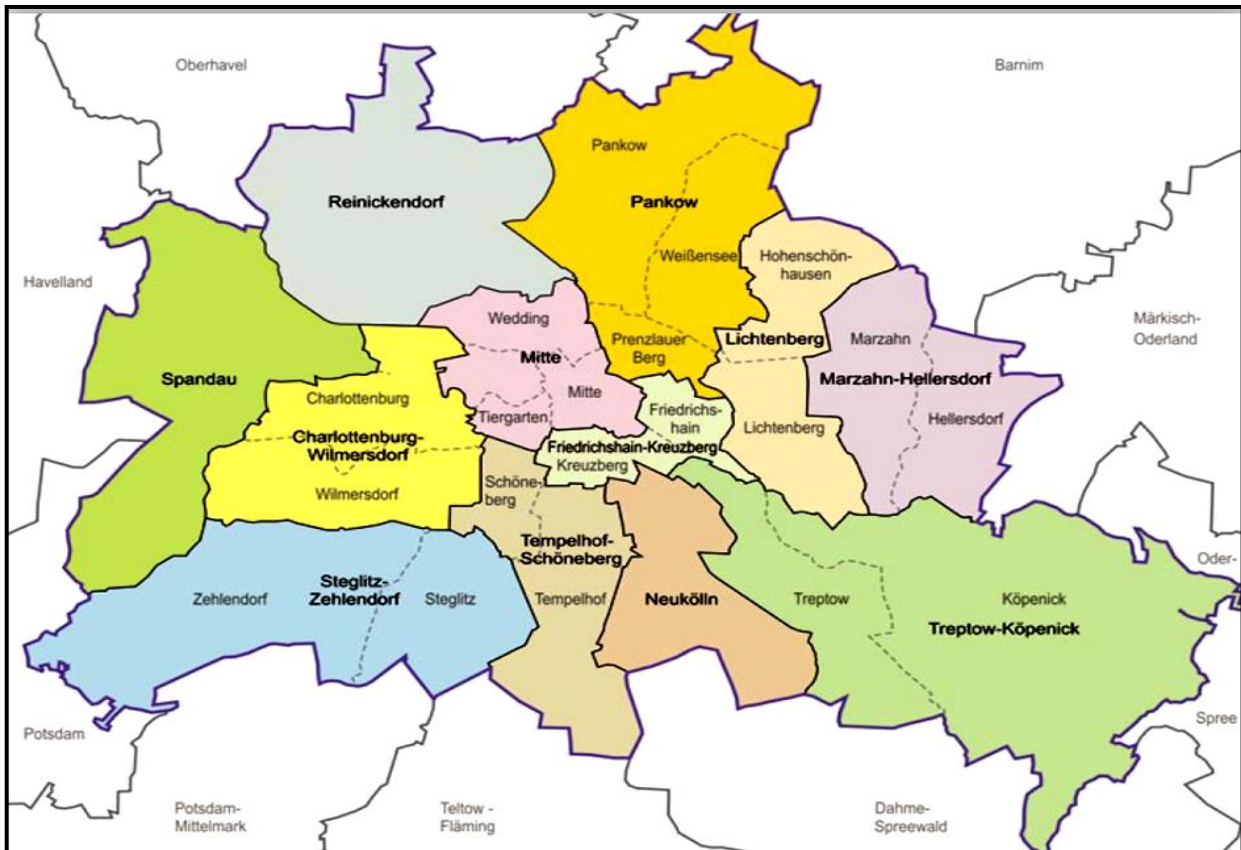 Oberhavel
Barnim
Pankow
Reinickendorf
Pankow
Weißensee
Hohenschön-
hausen
Havelland
Wedding
Märkisch-
Oderland
Prenzlauer
Berg
Lichtenberg
Marzahn
Mitte
Spandau
Marzahn-Hellersdorf
Charlottenburg
Mitte
Tiergarten
Friedrichs-
hain
Hellersdorf
Lichtenberg
Charlottenburg-
Wilmersdorf
Friedrichshain-Kreuzberg
Kreuzberg
Wilmersdorf
Schöne-
berg
Tempelhof-
Schöneberg
Oder-
Steglitz-
Zehlendorf
Zehlendorf
Steglitz
Tempelhof
Neukölln
Treptow
Köpenick
Treptow-Köpenick
Potsdam
Spree
Potsdam-
Mittelmark
Teltow -
Fläming
Dahme-
Spreewald